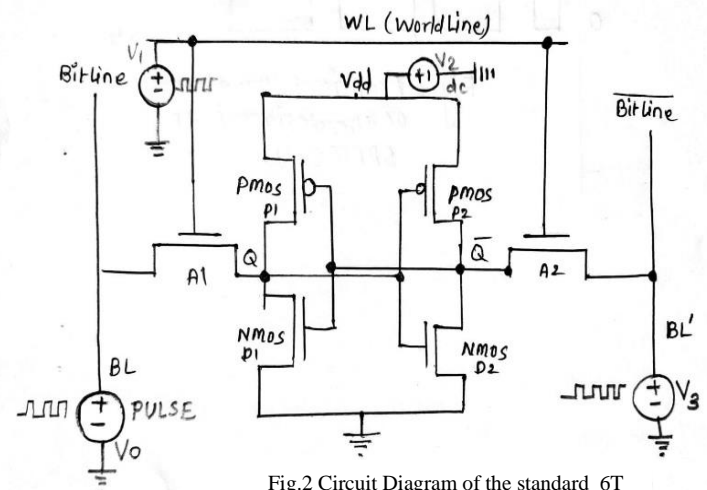 WL (WorldLine)
V1
V2
Bitline
Vdd
dc
Bitline
PMOS
P1
PMOS
P2
Q
Q
A1
A2
NMOS
D1
NMOS
D2
BL
BL'
PULSE
V3
Vo
Fig.2 Circuit Diagram of the standard 6T